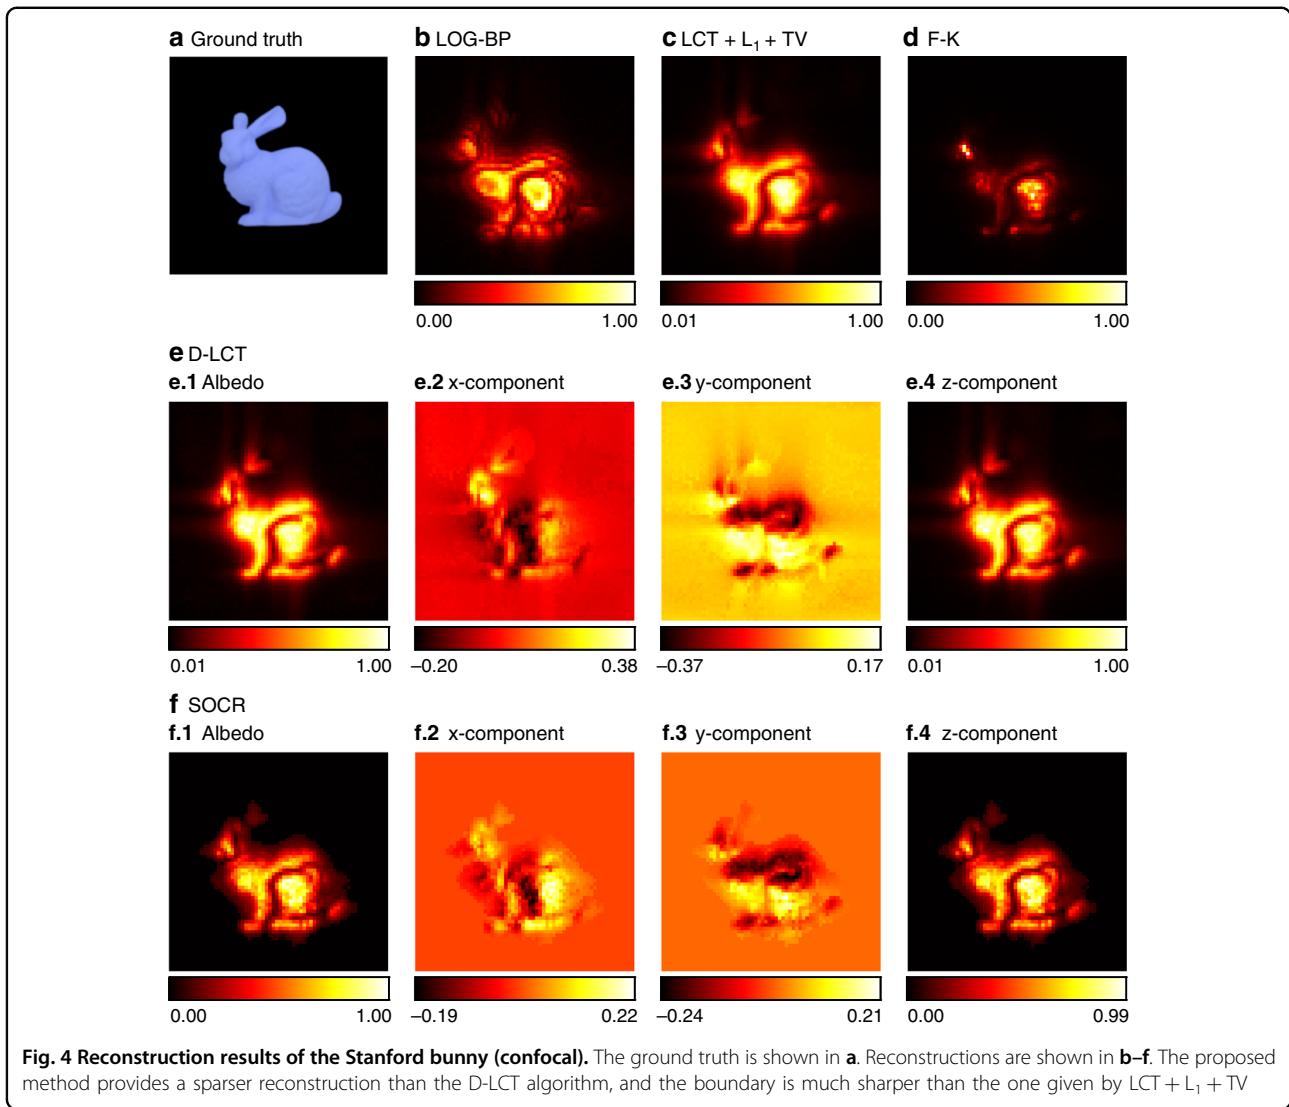 a Ground truth
b LOG-BP
c LCT + L₁ + TV
d F-K
0.00 1.00
0.01 1.00
0.00 1.00
e D-LCT
e.1 Albedo
e.2 x-component
e.3 y-component
e.4 z-component
0.01 1.00
−0.20 0.38
−0.37 0.17
0.01 1.00
f SOCR
f.1 Albedo
f.2 x-component
f.3 y-component
f.4 z-component
0.00 1.00
−0.19 0.22
−0.24 0.21
0.00 0.99
Fig. 4 Reconstruction results of the Stanford bunny (confocal). The ground truth is shown in a. Reconstructions are shown in b–f. The proposed
method provides a sparser reconstruction than the D-LCT algorithm, and the boundary is much sharper than the one given by LCT + L₁ + TV